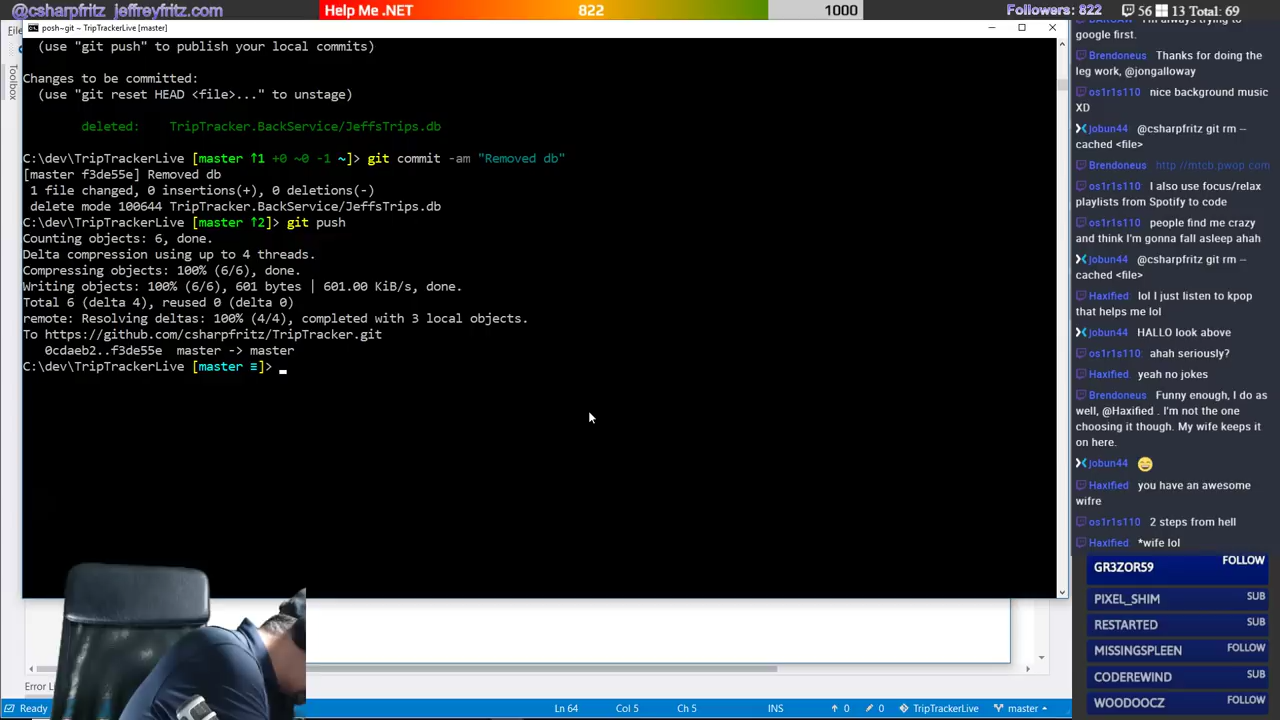 @csharpfritz jeffreyfritz.com
Help Me .NET
822
1000
Followers: 822
56 13 Total: 69
posh~git ~ TripTrackerLive [master]
(use "git push" to publish your local commits)
Changes to be committed:
(use "git reset HEAD <file>..." to unstage)
deleted: TripTracker.BackService/JeffsTrips.db
C:\dev\TripTrackerLive [master ↑1 +0 ~0 -1 ~]> git commit -am "Removed db"
[master f3de55e] Removed db
1 file changed, 0 insertions(+), 0 deletions(-)
delete mode 100644 TripTracker.BackService/JeffsTrips.db
C:\dev\TripTrackerLive [master ↑2]> git push
Counting objects: 6, done.
Delta compression using up to 4 threads.
Compressing objects: 100% (6/6), done.
Writing objects: 100% (6/6), 601 bytes | 601.00 KiB/s, done.
Total 6 (delta 4), reused 0 (delta 0)
remote: Resolving deltas: 100% (4/4), completed with 3 local objects.
To https://github.com/csharpfritz/TripTracker.git
0cdaeb2..f3de55e master -> master
C:\dev\TripTrackerLive [master ≡]>
Toolbox
google first.
Brendoneus Thanks for doing the
leg work, @jongalloway
os1r1s110 nice background music
XD
Jobun44 @csharpfritz git rm --
cached <file>
Brendoneus http://mtcb.pwop.com
os1r1s110 I also use focus/relax
playlists from Spotify to code
os1r1s110 people find me crazy
and think I'm gonna fall asleep ahah
Jobun44 @csharpfritz git rm --
cached <file>
HaxIfied lol I just listen to kpop
that helps me lol
Jobun44 HALLO look above
os1r1s110 ahah seriously?
HaxIfied yeah no jokes
Brendoneus Funny enough, I do as
well, @Haxified . I'm not the one
choosing it though. My wife keeps it
on here.
Jobun44 😄
HaxIfied you have an awesome
wifre
os1r1s110 2 steps from hell
HaxIfied *wife lol
GR3ZOR59 FOLLOW
PIXEL_SHIM SUB
RESTARTED SUB
MISSINGSPLEEN FOLLOW
CODEREWIND SUB
WOODOOCZ FOLLOW
Error Li
Ready
Ln 64
Col 5
Ch 5
INS
0
0
TripTrackerLive
master